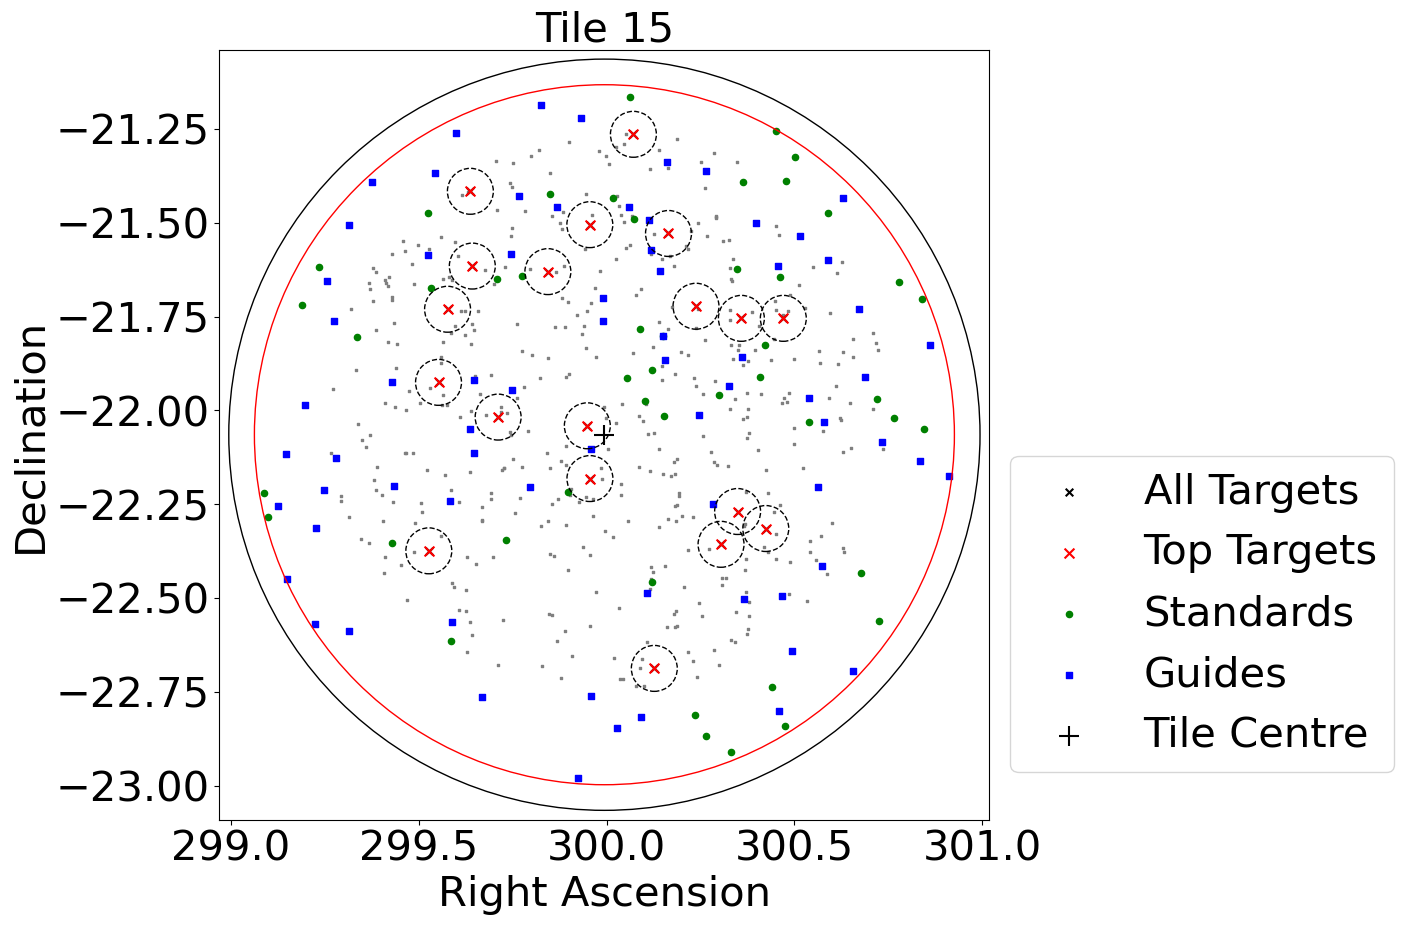 Tile 15
Declination
−21.25
−21.50
−21.75
−22.00
−22.25
−22.50
−22.75
−23.00
299.0 299.5 300.0 300.5 301.0
Right Ascension
All Targets
Top Targets
Standards
Guides
Tile Centre